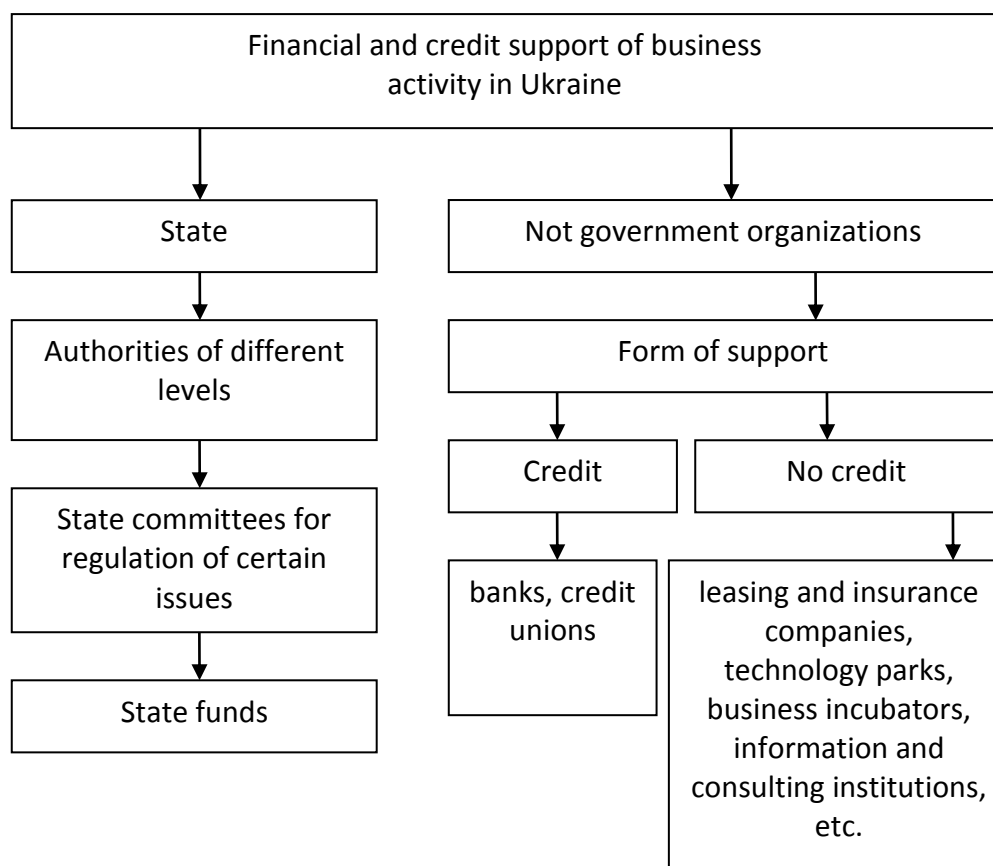 Financial and credit support of business
activity in Ukraine
State
Not government organizations
Authorities of different
levels
Form of support
Credit
No credit
State committees for
regulation of certain
issues
banks, credit
unions
leasing and insurance
companies,
technology parks,
business incubators,
information and
consulting institutions,
etc.
State funds